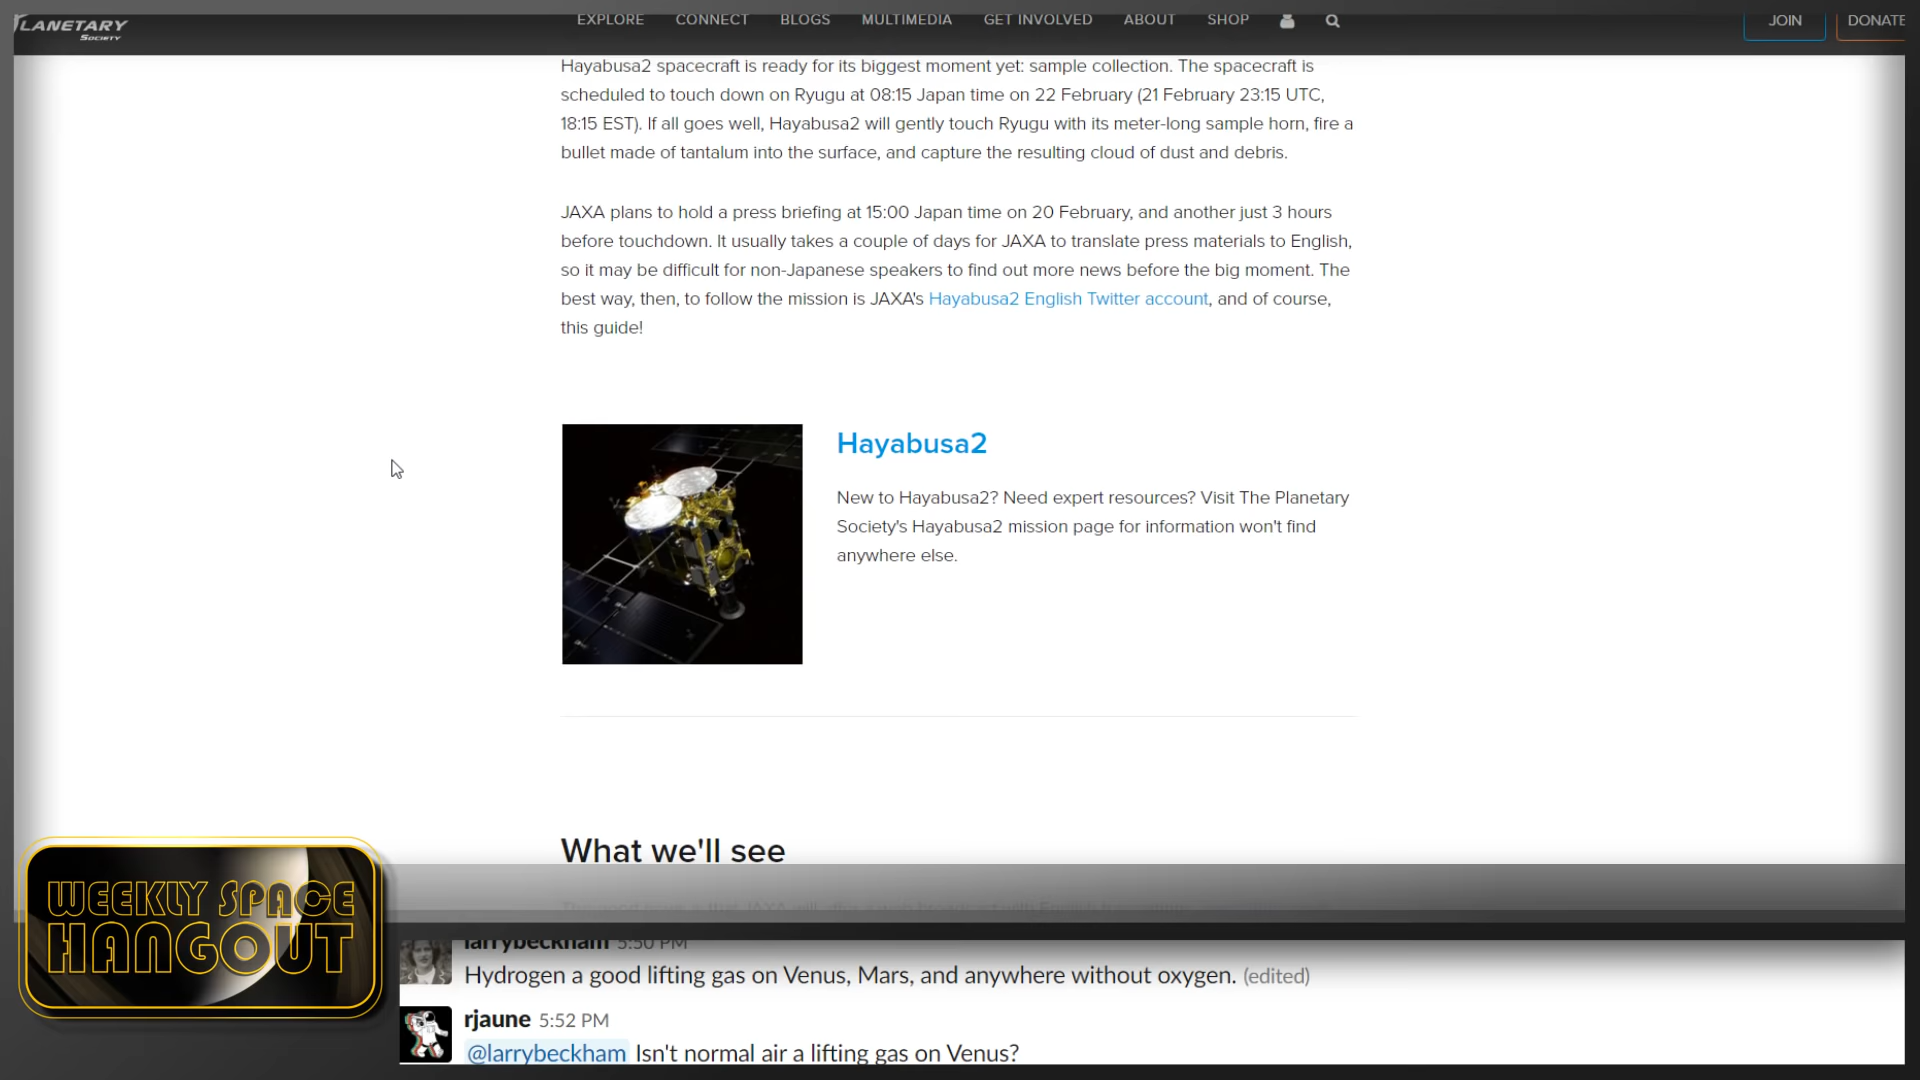 PLANETARY
SOCIETY
EXPLORE CONNECT BLOGS MULTIMEDIA GET INVOLVED ABOUT SHOP JOIN DONATE
Hayabusa2 spacecraft is ready for its biggest moment yet: sample collection. The spacecraft is
scheduled to touch down on Ryugu at 08:15 Japan time on 22 February (21 February 23:15 UTC,
18:15 EST). If all goes well, Hayabusa2 will gently touch Ryugu with its meter-long sample horn, fire a
bullet made of tantalum into the surface, and capture the resulting cloud of dust and debris.
JAXA plans to hold a press briefing at 15:00 Japan time on 20 February, and another just 3 hours
before touchdown. It usually takes a couple of days for JAXA to translate press materials to English,
so it may be difficult for non-Japanese speakers to find out more news before the big moment. The
best way, then, to follow the mission is JAXA's Hayabusa2 English Twitter account, and of course,
this guide!
Hayabusa2
New to Hayabusa2? Need expert resources? Visit The Planetary
Society's Hayabusa2 mission page for information won't find
anywhere else.
What we'll see
WEEKLY SPACE
HANGOUT
larrybeckham 5:50 PM
Hydrogen a good lifting gas on Venus, Mars, and anywhere without oxygen. (edited)
rjaune 5:52 PM
@larrybeckham Isn't normal air a lifting gas on Venus?